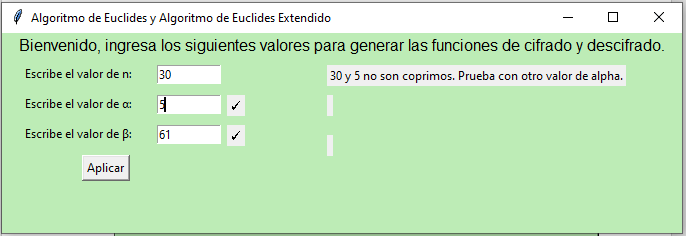 Algoritmo de Euclides y Algoritmo de Euclides Extendido
Bienvenido, ingresa los siguientes valores para generar las funciones de cifrado y descifrado.
Escribe el valor de n: 30 30 y 5 no son coprimos. Prueba con otro valor de alpha.
Escribe el valor de α: 5 ✓
Escribe el valor de β: 61 ✓
Aplicar